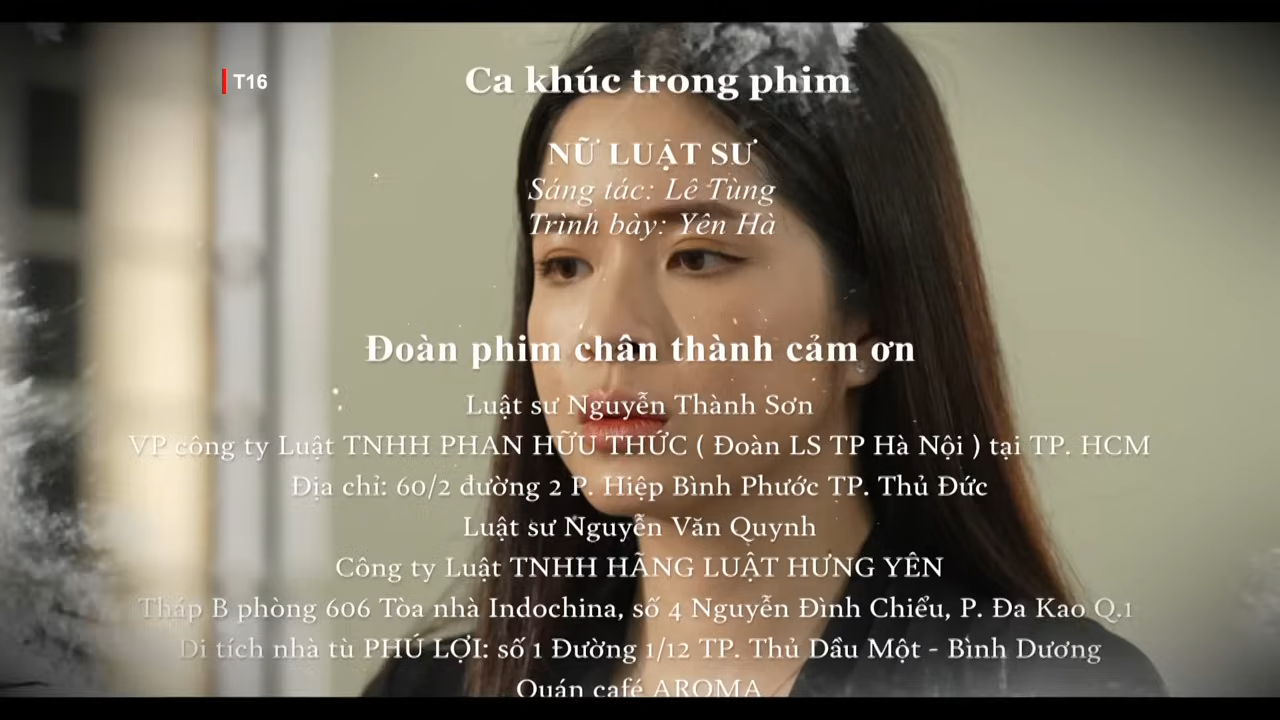 T16
Ca khúc trong phim
NỮ LUẬT SƯ
Sáng tác: Lê Tùng
Trình bày: Yên Hà
Đoàn phim chân thành cảm ơn
Luật sư Nguyễn Thành Sơn
VP công ty Luật TNHH PHAN HỮU THỨC ( Đoàn LS TP Hà Nội ) tại TP. HCM
Địa chỉ: 60/2 đường 2 P. Hiệp Bình Phước TP. Thủ Đức
Luật sư Nguyễn Văn Quynh
Công ty Luật TNHH HÃNG LUẬT HƯNG YÊN
Tháp B phòng 606 Tòa nhà Indochina, số 4 Nguyễn Đình Chiểu, P. Đa Kao Q.1
Di tích nhà tù PHÚ LỢI: số 1 Đường 1/12 TP. Thủ Dầu Một - Bình Dương
Quán café AROMA